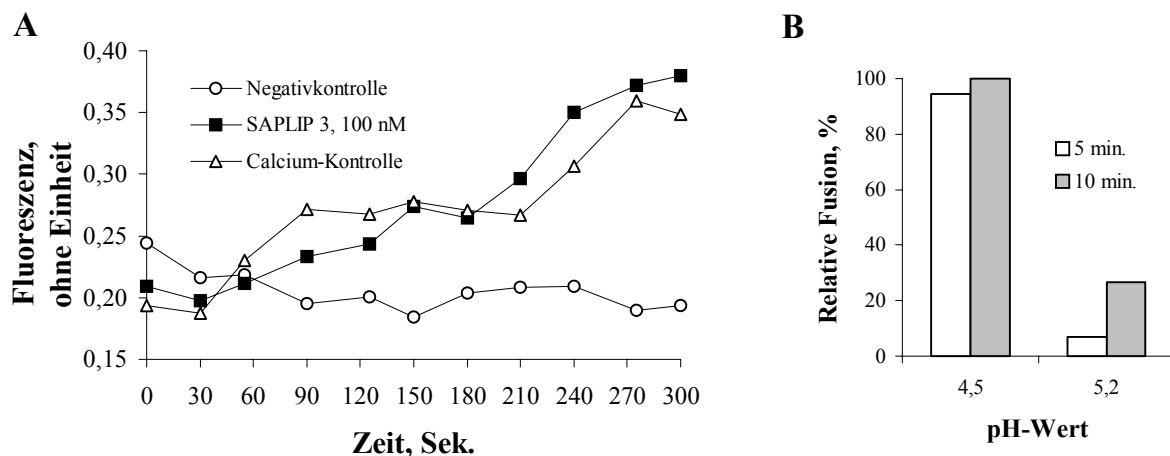 A
0,40
0,35
0,30
0,25
0,20
0,15
Fluoreszenz,
ohne Einheit
Negativkontrolle
SAPLIP 3, 100 nM
Calcium-Kontrolle
0 30 60 90 120 150 180 210 240 270 300
Zeit, Sek.
B
100
80
60
40
20
0
Relative Fusion, %
5 min.
10 min.
4,5 5,2
pH-Wert